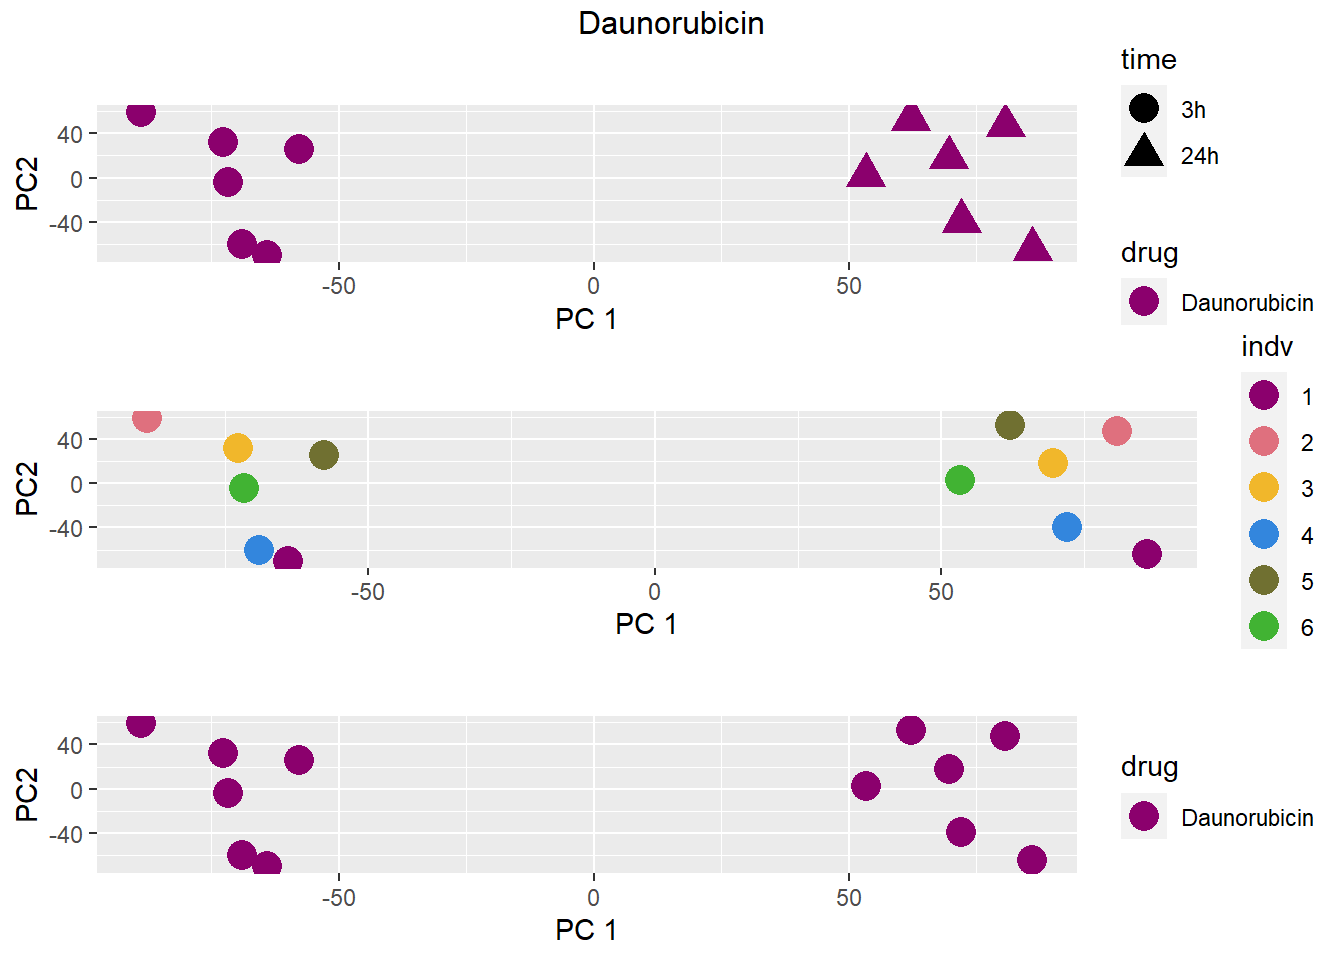 Daunorubicin
time
3h
24h
drug
Daunorubicin
PC2
40
0
-40
-50 0 50
PC 1
indv
1
2
3
4
5
6
PC2
40
0
-40
-50 0 50
PC 1
PC2
40
0
-40
-50 0 50
PC 1
drug
Daunorubicin